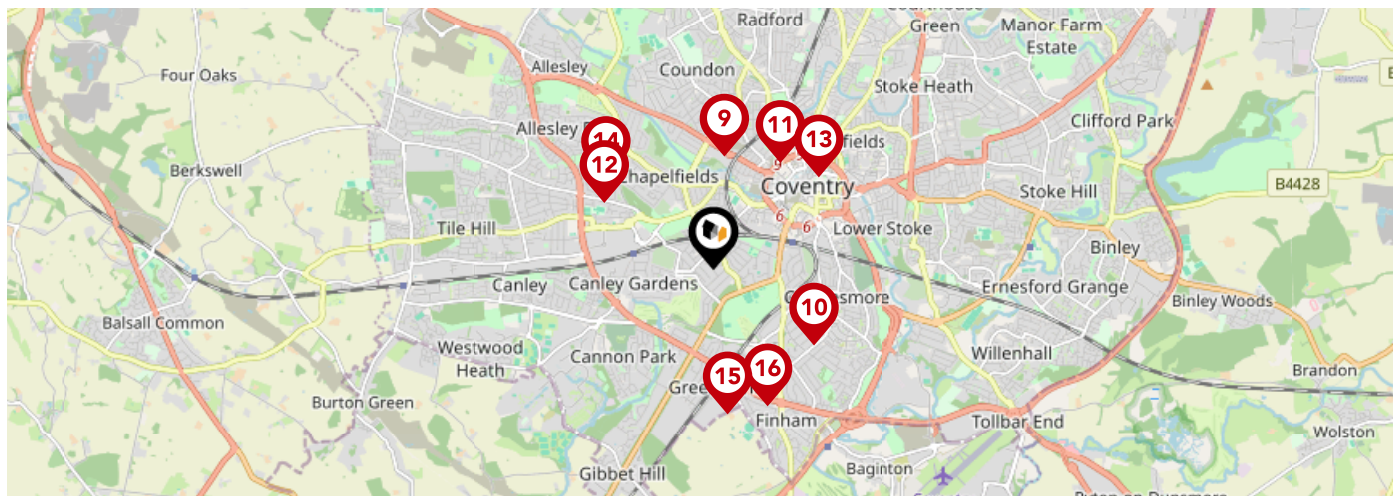 Radford
Courthouse
Green
Manor Farm
Estate
Four Oaks
Allesley
Coundon
Stoke Heath
Clifford Park
Allesley
14
9
11
13
fields
9
Berkswell
12
Chapelfields
Coventry
Stoke Hill
B4428
6
6
Tile Hill
Lower Stoke
Binley
Canley
Canley Gardens
10
Ernesford Grange
Binley Woods
Balsall Common
Westwood
Heath
Cannon Park
Willenhall
Brandon
15
16
Burton Green
Finham
Tollbar End
Wolston
Gibbet Hill
Baginton